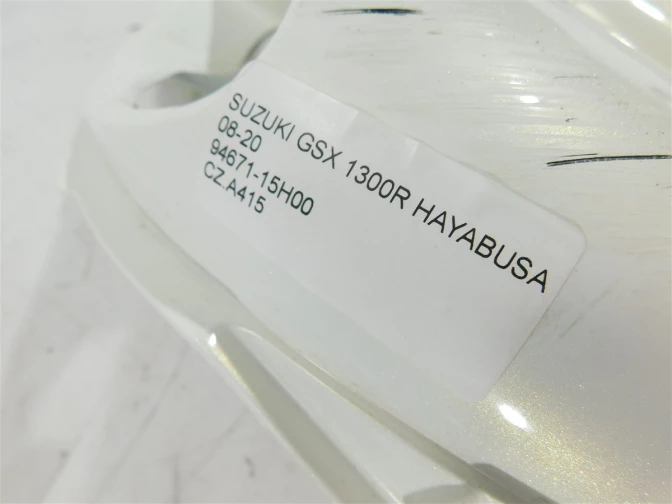 SUZUKI GSX 1300R HAYABUSA
08-20
94671-15H00
CZ.A415